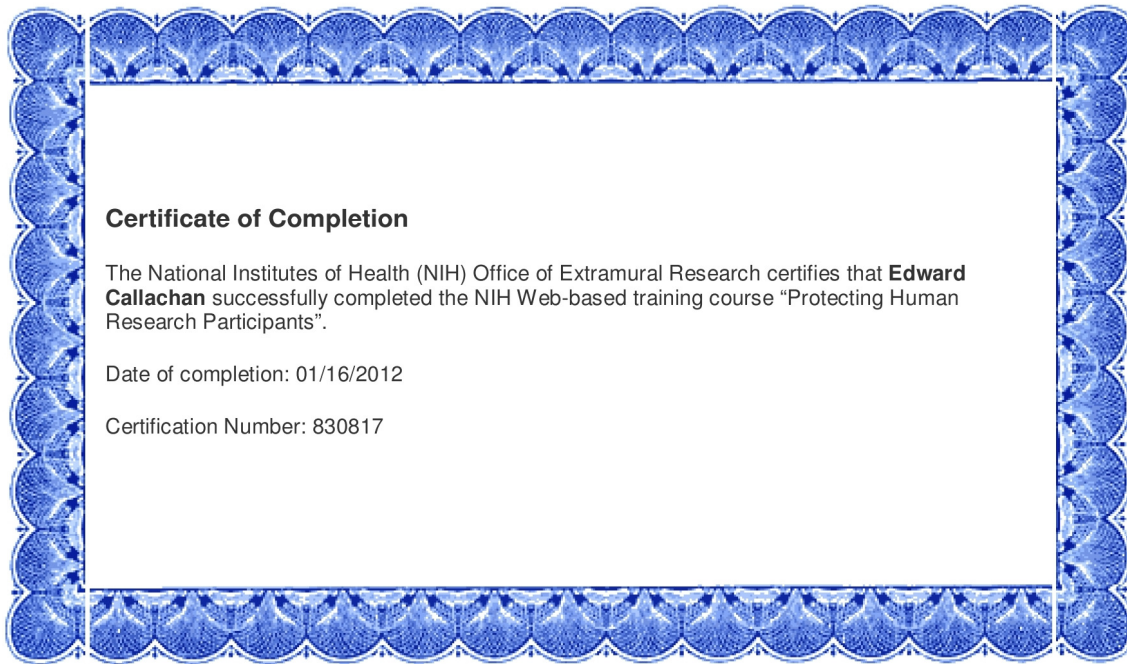 Certificate of Completion
The National Institutes of Health (NIH) Office of Extramural Research certifies that Edward
Callachan successfully completed the NIH Web-based training course “Protecting Human
Research Participants”.
Date of completion: 01/16/2012
Certification Number: 830817